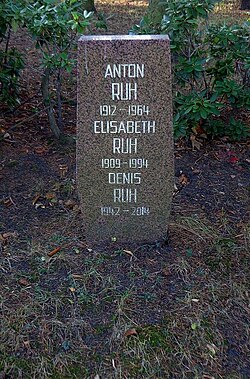 ANTON
RUH
1912 - 1964
ELISABETH
RUH
1909 - 1994
DENIS
RUH
1942 - 2014